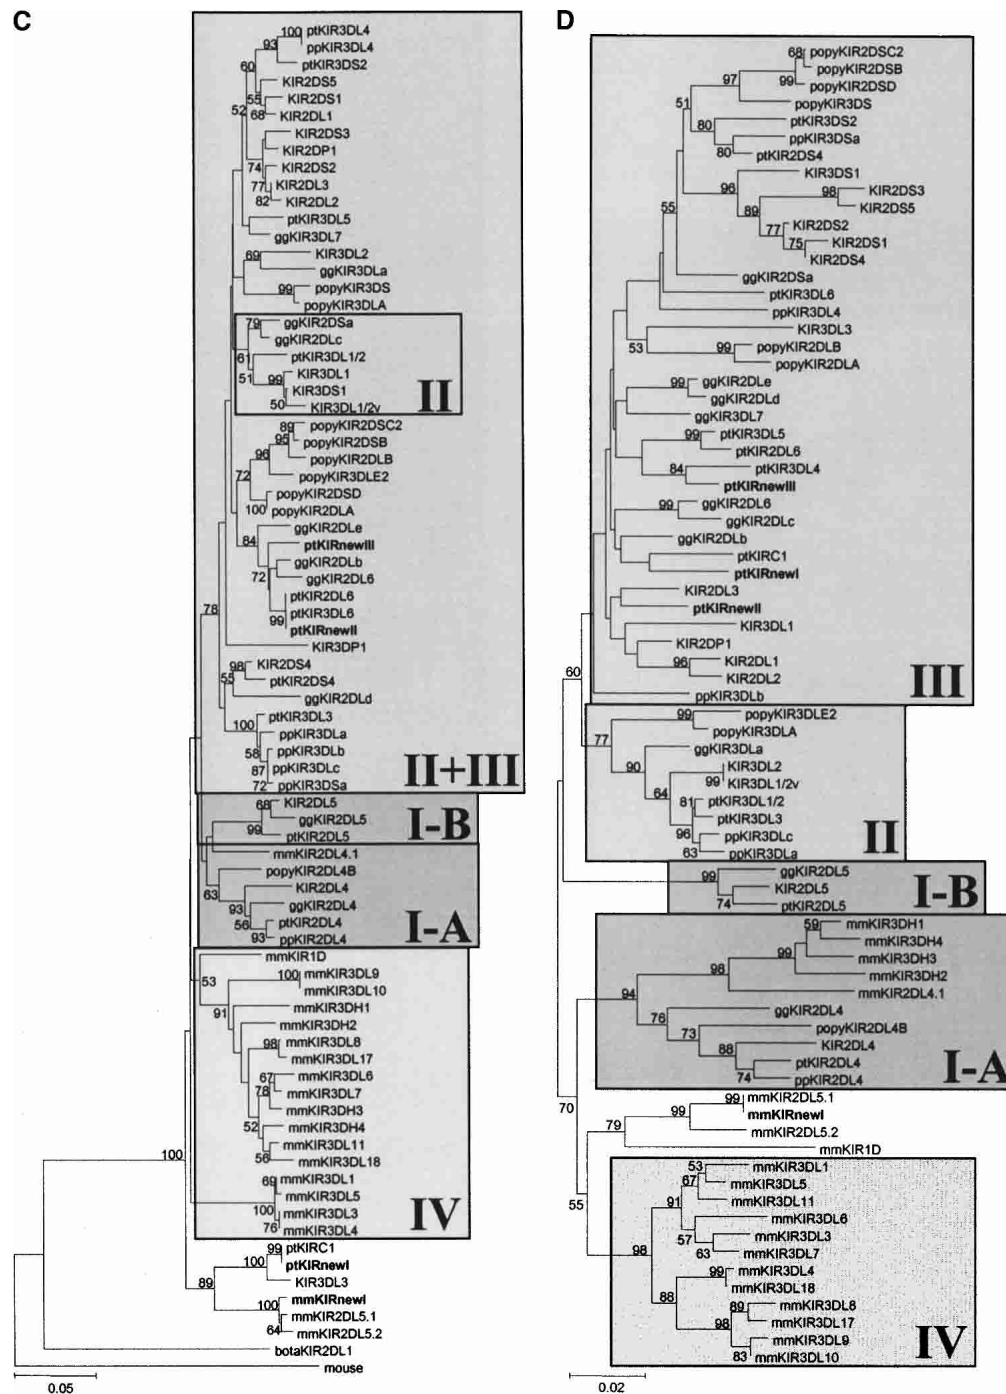 C
100 ptKIR3DL4
93 ppKIR3DL4
ptKIR3DS2
60 KIR2DS5
55 KIR2DS1
52 68 KIR2DL1
KIR2DS3
KIR2DP1
74 KIR2DS2
77 KIR2DL3
82 KIR2DL2
ptKIR3DL5
ggKIR3DL7
69 KIR3DL2
ggKIR3DLa
99 popyKIR3DS
popyKIR3DLA
79 ggKIR2DSa
ggKIR2DLc
61 ptKIR3DL1/2
51 99 KIR3DL1
KIR3DS1
50 KIR3DL1/2v
II
89 popyKIR2DSC2
95 popyKIR2DSB
96 popyKIR2DLB
popyKIR3DLE2
72 popyKIR2DSD
100 popyKIR2DLA
ggKIR2DLe
84 ptKIRnewIII
ggKIR2DLb
72 ggKIR2DL6
ptKIR2DL6
78 ptKIR3DL6
99 ptKIRnewII
KIR3DP1
98 KIR2DS4
55 ptKIR2DS4
ggKIR2DLd
ptKIR3DL3
100 ppKIR3DLa
58 ppKIR3DLb
87 ppKIR3DLc
72 ppKIR3DSa
II+III
68 KIR2DL5
ggKIR2DL5
99 ptKIR2DL5
I-B
mmKIR2DL4.1
popyKIR2DL4B
63 KIR2DL4
93 ggKIR2DL4
56 ptKIR2DL4
93 ppKIR2DL4
I-A
mmKIR1D
53 100 mmKIR3DL9
mmKIR3DL10
91 mmKIR3DH1
mmKIR3DH2
98 mmKIR3DL8
mmKIR3DL17
67 mmKIR3DL6
78 mmKIR3DL7
mmKIR3DH3
52 mmKIR3DH4
mmKIR3DL11
56 mmKIR3DL18
100
69 mmKIR3DL1
mmKIR3DL5
100 mmKIR3DL3
76 mmKIR3DL4
IV
99 ptKIRC1
100 ptKIRnewI
89 KIR3DL3
100 mmKIRnewI
mmKIR2DL5.1
64 mmKIR2DL5.2
botaKIR2DL1
mouse
0.05
D
68 popyKIR2DSC2
97 popyKIR2DSB
99 popyKIR2DSD
51 popyKIR3DS
80 ptKIR3DS2
ppKIR3DSa
80 ptKIR2DS4
KIR3DS1
96 98 KIR2DS3
55 89 KIR2DS5
77 KIR2DS2
75 KIR2DS1
KIR2DS4
ggKIR2DSa
ptKIR3DL6
ppKIR3DL4
KIR3DL3
53 99 popyKIR2DLB
popyKIR2DLA
99 ggKIR2DLe
ggKIR2DLd
ggKIR3DL7
99 ptKIR3DL5
ptKIR2DL6
84 ptKIR3DL4
ptKIRnewIII
99 ggKIR2DL6
ggKIR2DLc
ggKIR2DLb
ptKIRC1
ptKIRnewI
KIR2DL3
ptKIRnewII
KIR3DL1
KIR2DP1
96 KIR2DL1
60 KIR2DL2
ppKIR3DLb
III
99 popyKIR3DLE2
77 popyKIR3DLA
ggKIR3DLa
90 KIR3DL2
99 KIR3DL1/2v
64 81 ptKIR3DL1/2
ptKIR3DL3
96 ppKIR3DLc
63 ppKIR3DLa
II
99 ggKIR2DL5
KIR2DL5
74 ptKIR2DL5
I-B
59 mmKIR3DH1
mmKIR3DH4
99 mmKIR3DH3
98 mmKIR3DH2
mmKIR2DL4.1
94
76 ggKIR2DL4
73 popyKIR2DL4B
88 KIR2DL4
ptKIR2DL4
74 ppKIR2DL4
I-A
70
99 mmKIR2DL5.1
99 mmKIRnewI
79 mmKIR2DL5.2
mmKIR1D
55
53 mmKIR3DL1
67 mmKIR3DL5
91 mmKIR3DL11
mmKIR3DL6
57 mmKIR3DL3
63 mmKIR3DL7
98
99 mmKIR3DL4
88 mmKIR3DL18
89 mmKIR3DL8
98 mmKIR3DL17
mmKIR3DL9
83 mmKIR3DL10
IV
0.02